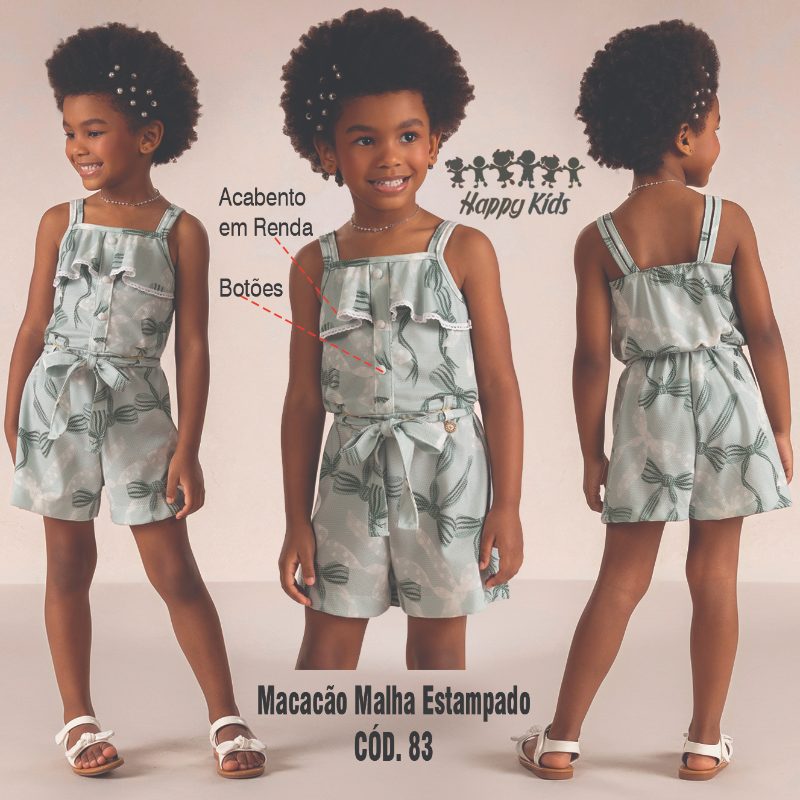 Acabento
em Renda
Happy Kids
Botões
Macacão Malha Estampado
CÓD. 83